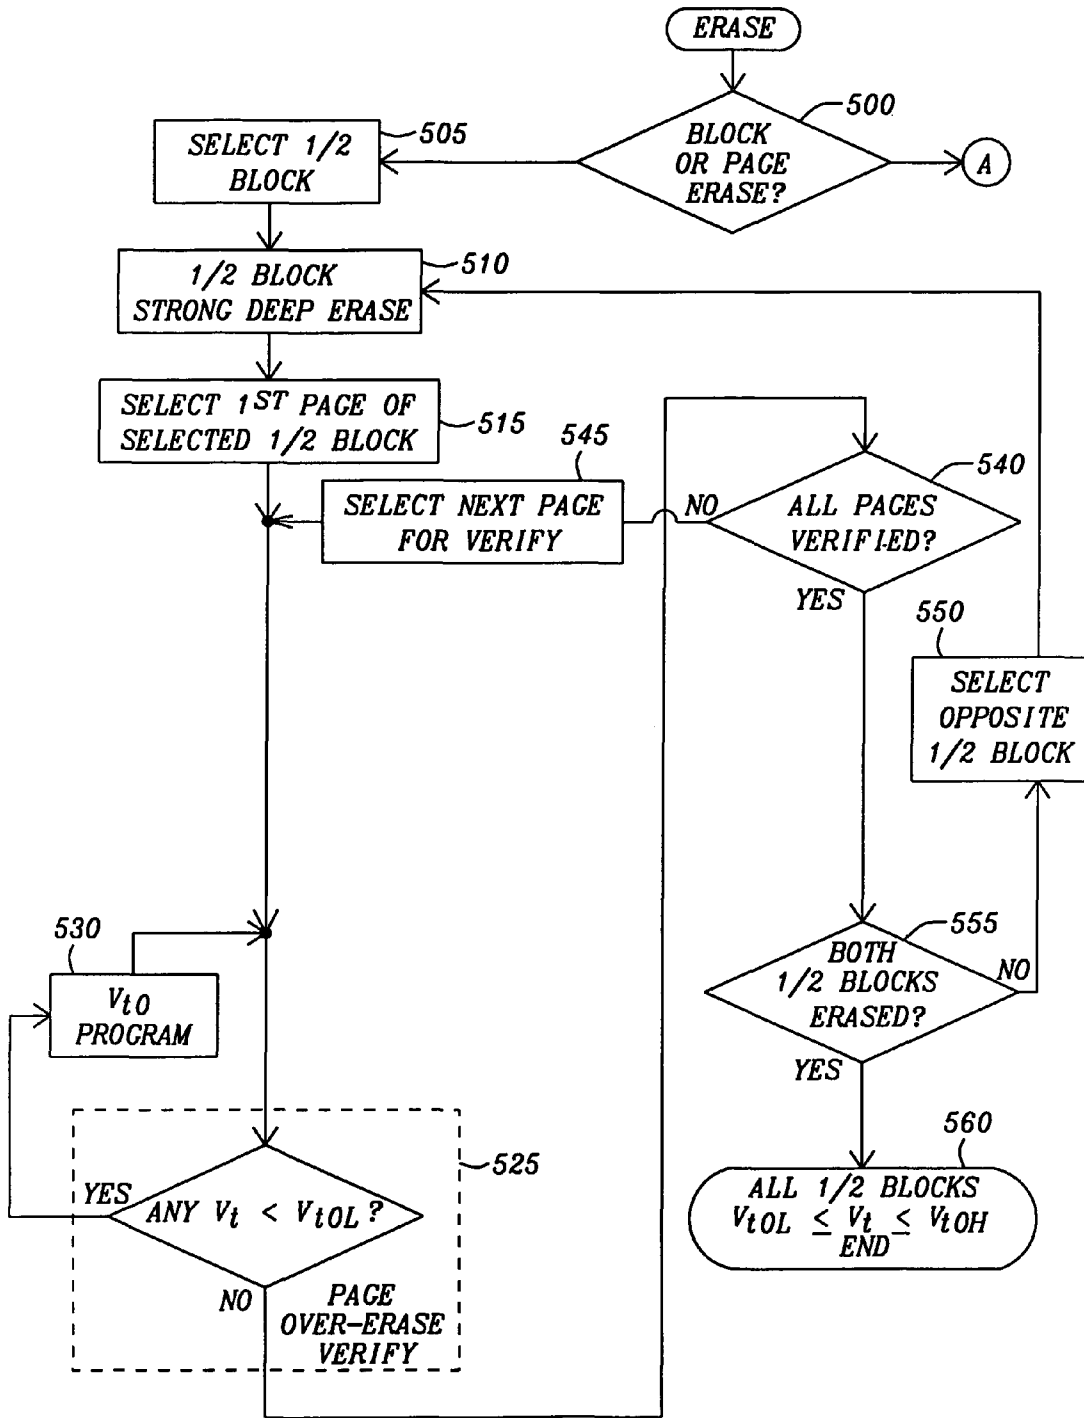 ERASE
500
BLOCK
OR PAGE
ERASE?
A
505
SELECT 1/2
BLOCK
510
1/2 BLOCK
STRONG DEEP ERASE
SELECT 1ST PAGE OF
SELECTED 1/2 BLOCK
515
545
SELECT NEXT PAGE
FOR VERIFY
NO
540
ALL PAGES
VERIFIED?
YES
550
SELECT
OPPOSITE
1/2 BLOCK
555
BOTH
1/2 BLOCKS
ERASED?
NO
YES
530
Vt0
PROGRAM
525
YES
ANY Vt < Vt0L?
NO
PAGE
OVER-ERASE
VERIFY
560
ALL 1/2 BLOCKS
Vt0L ≤ Vt ≤ Vt0H
END